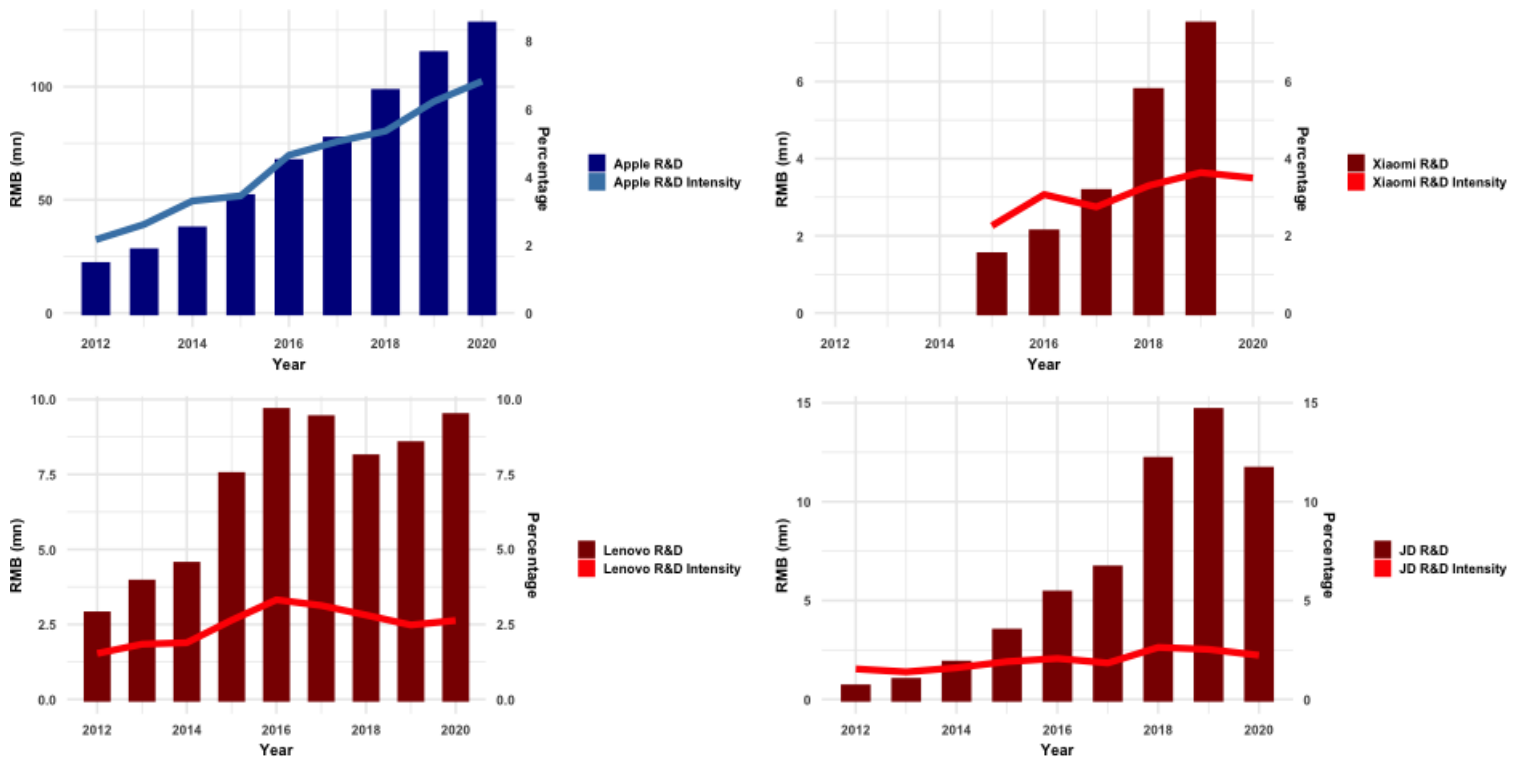 RMB (mn)
100
50
0
8
6
4
2
0
Percentage
2012 2014 2016 2018 2020
Year
Apple R&D
Apple R&D Intensity
RMB (mn)
6
4
2
0
6
4
2
0
Percentage
2012 2014 2016 2018 2020
Year
Xiaomi R&D
Xiaomi R&D Intensity
RMB (mn)
10.0
7.5
5.0
2.5
0.0
10.0
7.5
5.0
2.5
0.0
Percentage
2012 2014 2016 2018 2020
Year
Lenovo R&D
Lenovo R&D Intensity
RMB (mn)
15
10
5
0
15
10
5
0
Percentage
2012 2014 2016 2018 2020
Year
JD R&D
JD R&D Intensity